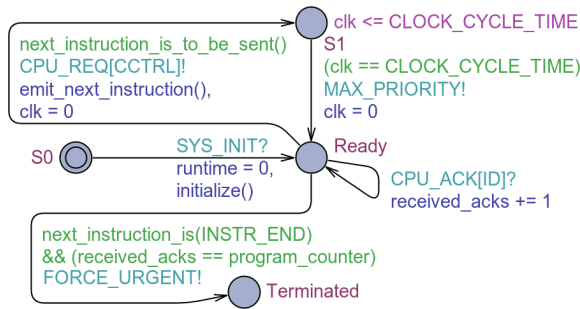 clk <= CLOCK_CYCLE_TIME
S1
next_instruction_is_to_be_sent()
CPU_REQ[CCTRL]!
emit_next_instruction(),
clk = 0
(clk == CLOCK_CYCLE_TIME)
MAX_PRIORITY!
clk = 0
S0
SYS_INIT?
runtime = 0,
initialize()
Ready
CPU_ACK[ID]?
received_acks += 1
next_instruction_is(INSTR_END)
&& (received_acks == program_counter)
FORCE_URGENT!
Terminated